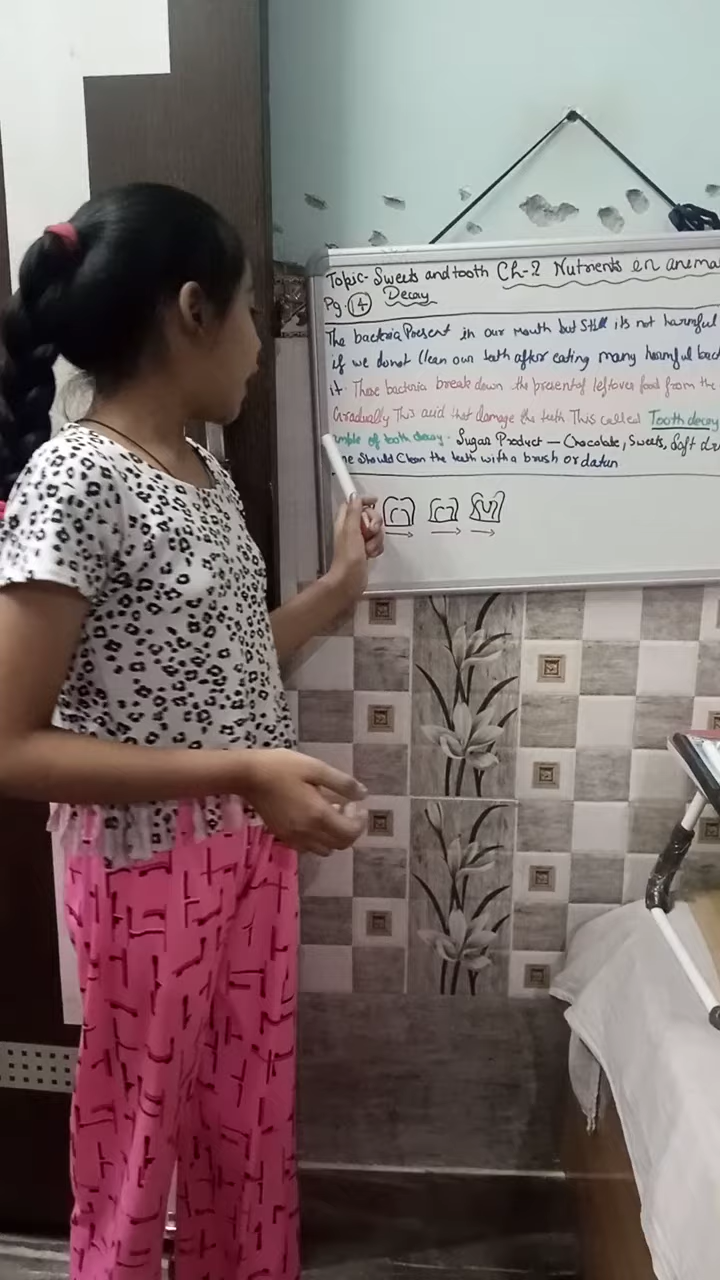 Topic- Sweets and tooth Ch-2 Nutrients in animal
Pg. 14 Decay
The bacteria Present in our mouth but Still its not harmful
if we donot Clean our teeth after eating many harmful bac
it. These bacteria break down the present of leftover food from the
Gradually This acid that damage the teeth This called Tooth decay
mple of tooth decay. Sugar Product — Chocolate, Sweets, Soft dr
ne Should Clean the teeth with a brush or datun